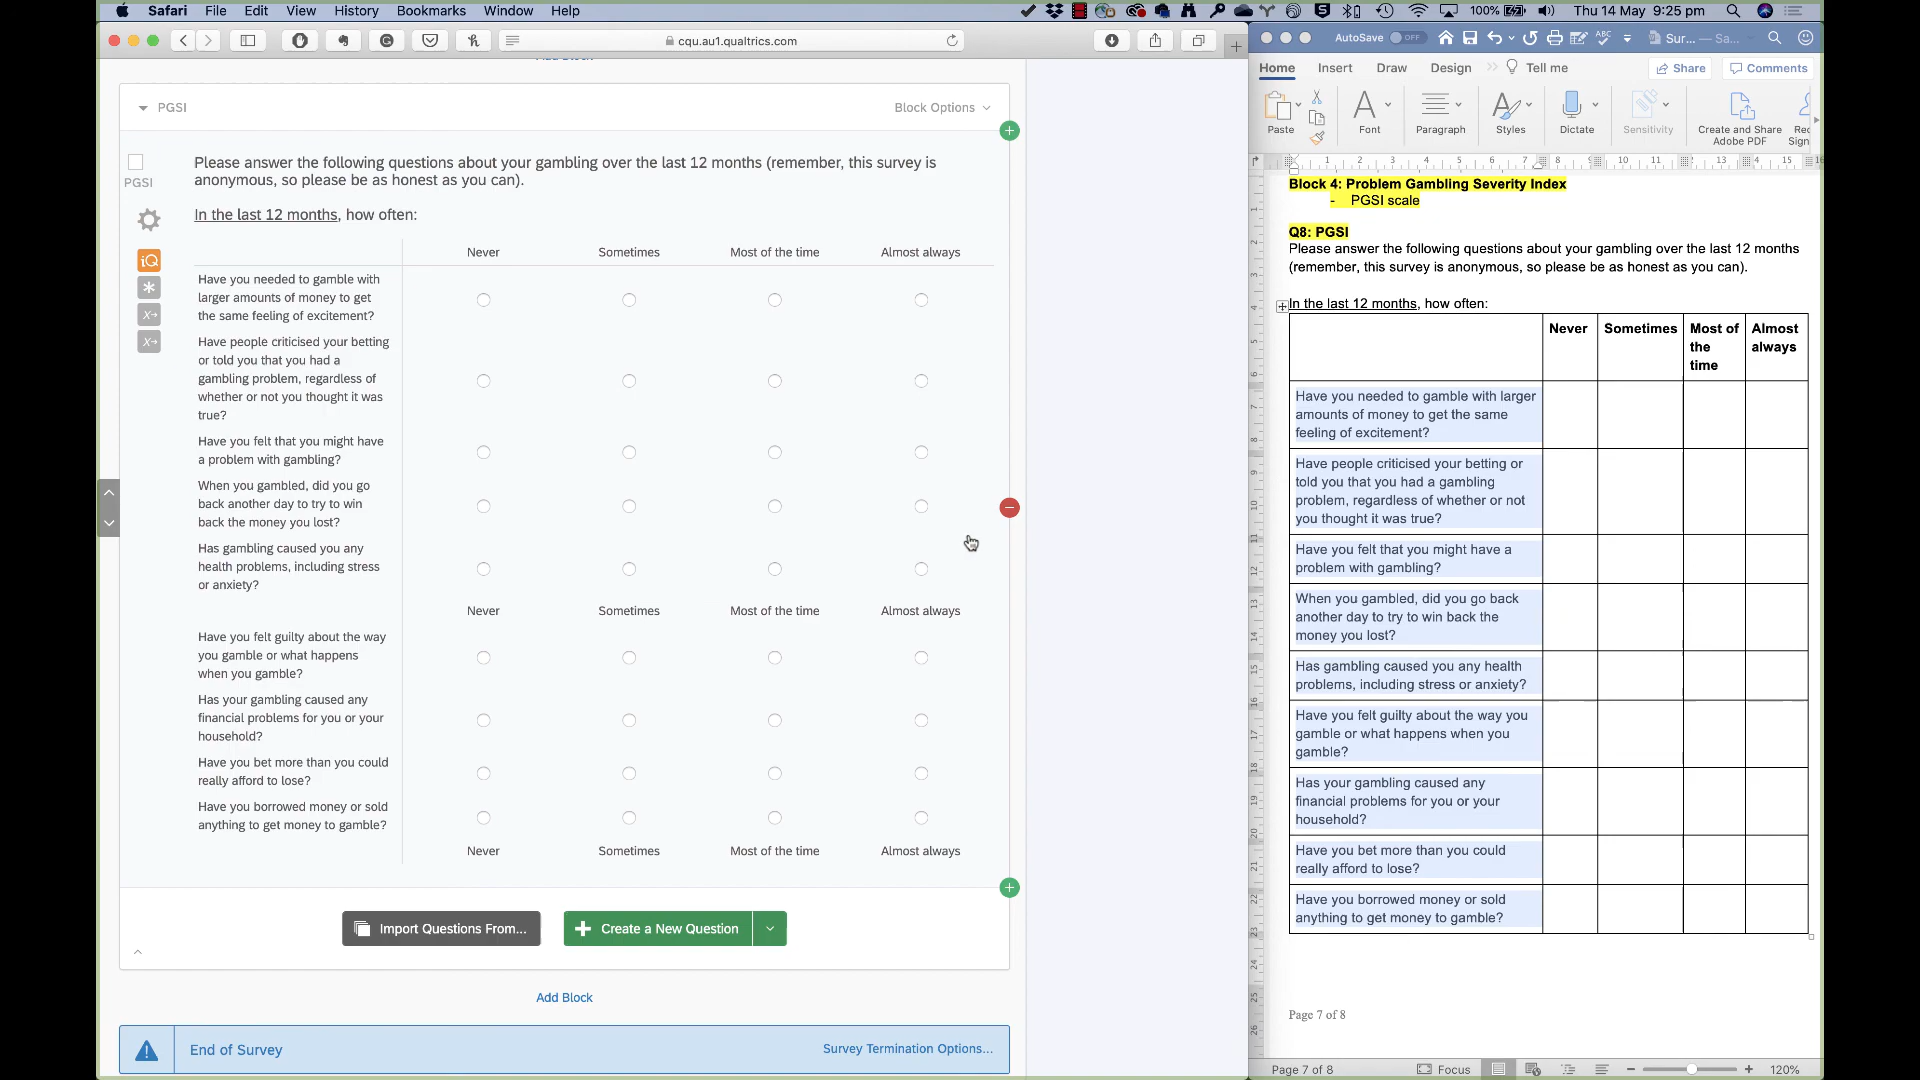 Safari File Edit View History Bookmarks Window Help
100% Thu 14 May 9:25 pm
cqu.au1.qualtrics.com
PGSI
Block Options
PGSI
iQ
Please answer the following questions about your gambling over the last 12 months (remember, this survey is
anonymous, so please be as honest as you can).
In the last 12 months, how often:
Never Sometimes Most of the time Almost always
Have you needed to gamble with
larger amounts of money to get
the same feeling of excitement?
Have people criticised your betting
or told you that you had a
gambling problem, regardless of
whether or not you thought it was
true?
Have you felt that you might have
a problem with gambling?
When you gambled, did you go
back another day to try to win
back the money you lost?
Has gambling caused you any
health problems, including stress
or anxiety?
Never Sometimes Most of the time Almost always
Have you felt guilty about the way
you gamble or what happens
when you gamble?
Has your gambling caused any
financial problems for you or your
household?
Have you bet more than you could
really afford to lose?
Have you borrowed money or sold
anything to get money to gamble?
Never Sometimes Most of the time Almost always
Import Questions From...
Create a New Question
Add Block
End of Survey
Survey Termination Options...
AutoSave OFF
Sur... — Sa...
Home Insert Draw Design Tell me
Share Comments
Paste Font Paragraph Styles Dictate Sensitivity Create and Share
Adobe PDF
Block 4: Problem Gambling Severity Index
- PGSI scale
Q8: PGSI
Please answer the following questions about your gambling over the last 12 months
(remember, this survey is anonymous, so please be as honest as you can).
In the last 12 months, how often:
Never Sometimes Most of the time Almost always
Have you needed to gamble with larger
amounts of money to get the same
feeling of excitement?
Have people criticised your betting or
told you that you had a gambling
problem, regardless of whether or not
you thought it was true?
Have you felt that you might have a
problem with gambling?
When you gambled, did you go back
another day to try to win back the
money you lost?
Has gambling caused you any health
problems, including stress or anxiety?
Have you felt guilty about the way you
gamble or what happens when you
gamble?
Has your gambling caused any
financial problems for you or your
household?
Have you bet more than you could
really afford to lose?
Have you borrowed money or sold
anything to get money to gamble?
Page 7 of 8
Page 7 of 8 Focus 120%